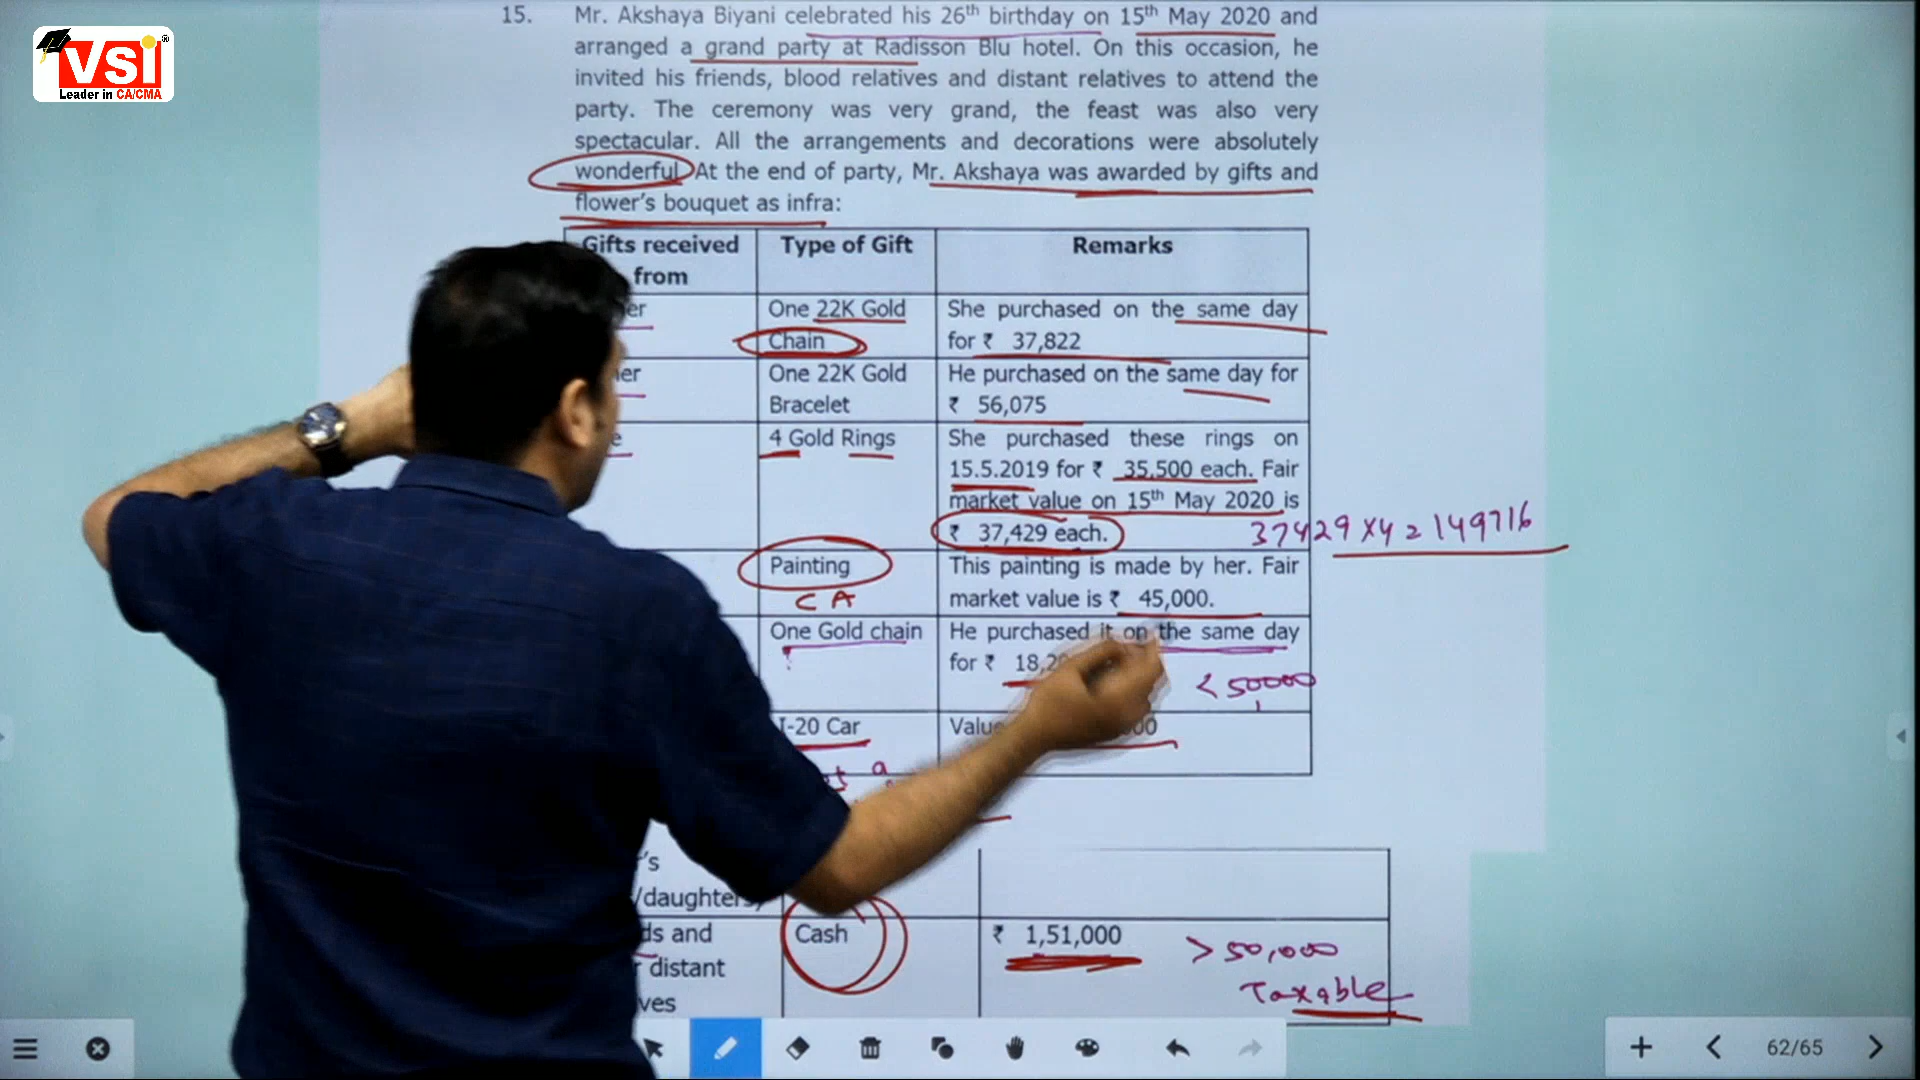 VSI
®
Leader in CA/CMA
15. Mr. Akshaya Biyani celebrated his 26th birthday on 15th May 2020 and
arranged a grand party at Radisson Blu hotel. On this occasion, he
invited his friends, blood relatives and distant relatives to attend the
party. The ceremony was very grand, the feast was also very
spectacular. All the arrangements and decorations were absolutely
wonderful. At the end of party, Mr. Akshaya was awarded by gifts and
flower's bouquet as infra:
Gifts received Type of Gift Remarks
from
One 22K Gold She purchased on the same day
Chain for ₹ 37,822
One 22K Gold He purchased on the same day for
Bracelet ₹ 56,075
4 Gold Rings She purchased these rings on
15.5.2019 for ₹ 35,500 each. Fair
market value on 15th May 2020 is
₹ 37,429 each. 37429 x 4 = 149716
Painting This painting is made by her. Fair
CA market value is ₹ 45,000.
One Gold chain He purchased it on the same day
for ₹ 18,20
< 50000
I-20 Car
's
/daughters)
Cash ₹ 1,51,000 > 50,000
and
distant
Taxable
62/65